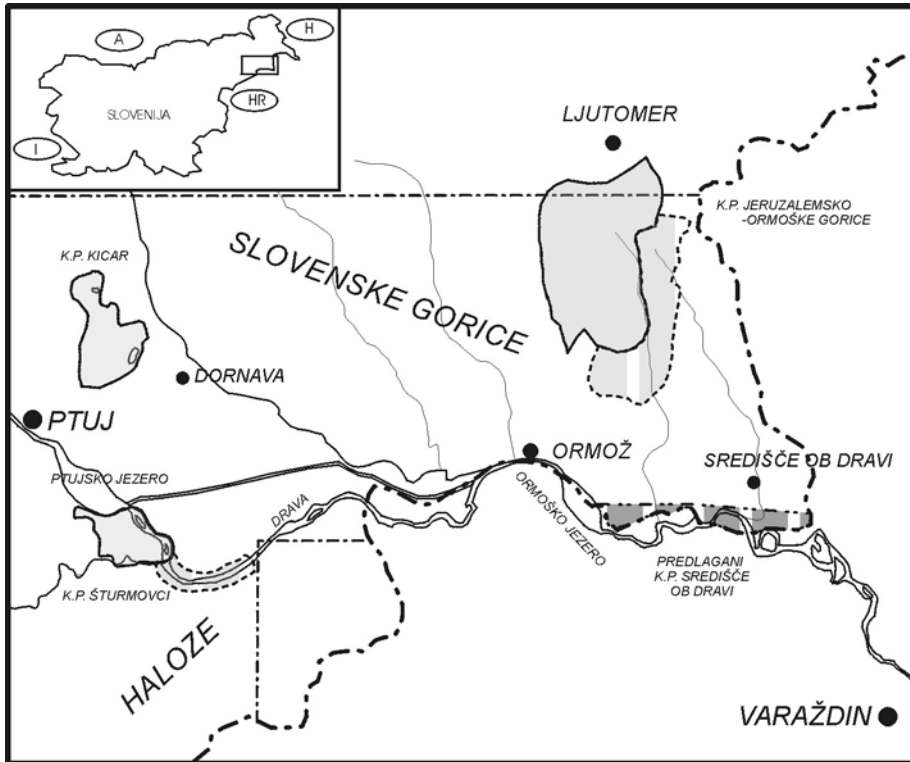 A
H
SLOVENIJA
HR
I
LJUTOMER
K.P. JERUZALEMSKO
-ORMOŠKE GORICE
SLOVENSKE GORICE
K.P. KICAR
DORNAVA
PTUJ
ORMOŽ
SREDIŠČE OB DRAVI
PTUJSKO JEZERO
DRAVA
ORMOŠKO JEZERO
PREDLAGANI
K.P. SREDIŠČE
OB DRAVI
K.P. ŠTURMOVCI
HALOZE
VARAŽDIN